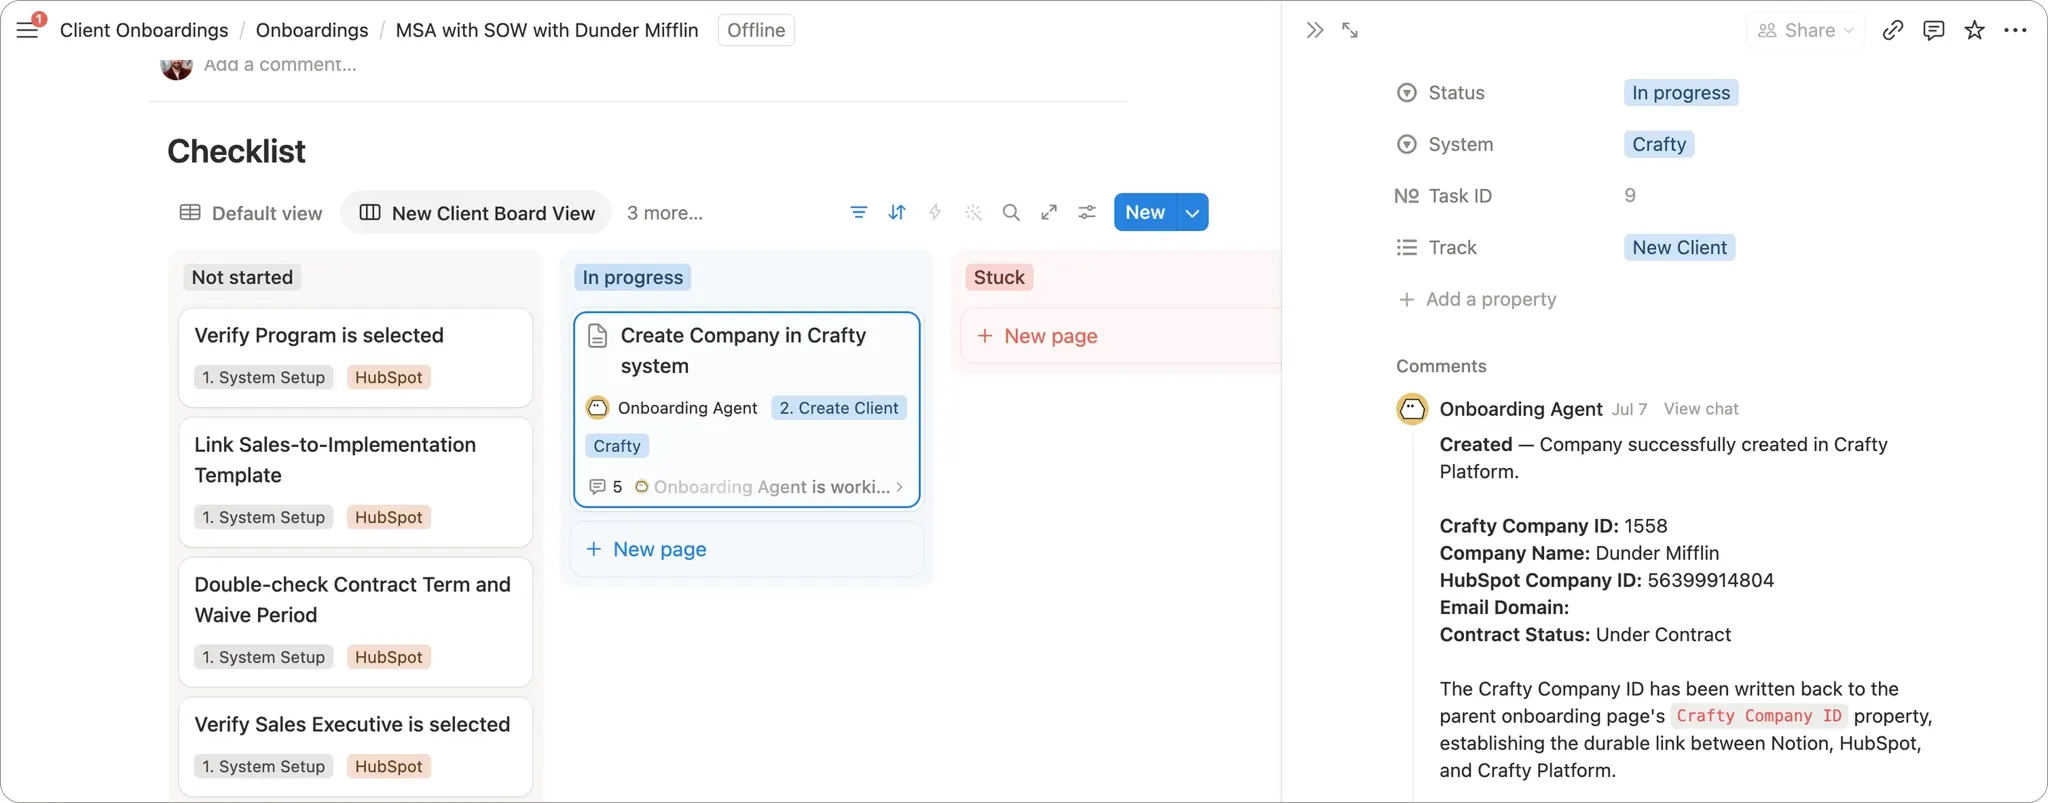 1
Client Onboardings / Onboardings / MSA with SOW with Dunder Mifflin Offline
Add a comment...
Checklist
Default view New Client Board View 3 more... New
Not started
Verify Program is selected
1. System Setup HubSpot
Link Sales-to-Implementation
Template
1. System Setup HubSpot
Double-check Contract Term and
Waive Period
1. System Setup HubSpot
Verify Sales Executive is selected
1. System Setup HubSpot
In progress
Create Company in Crafty
system
Onboarding Agent 2. Create Client
Crafty
5 Onboarding Agent is worki...
+ New page
Stuck
+ New page
Share
Status In progress
System Crafty
Nº Task ID 9
Track New Client
+ Add a property
Comments
Onboarding Agent Jul 7 View chat
Created — Company successfully created in Crafty
Platform.
Crafty Company ID: 1558
Company Name: Dunder Mifflin
HubSpot Company ID: 56399914804
Email Domain:
Contract Status: Under Contract
The Crafty Company ID has been written back to the
parent onboarding page's Crafty Company ID property,
establishing the durable link between Notion, HubSpot,
and Crafty Platform.